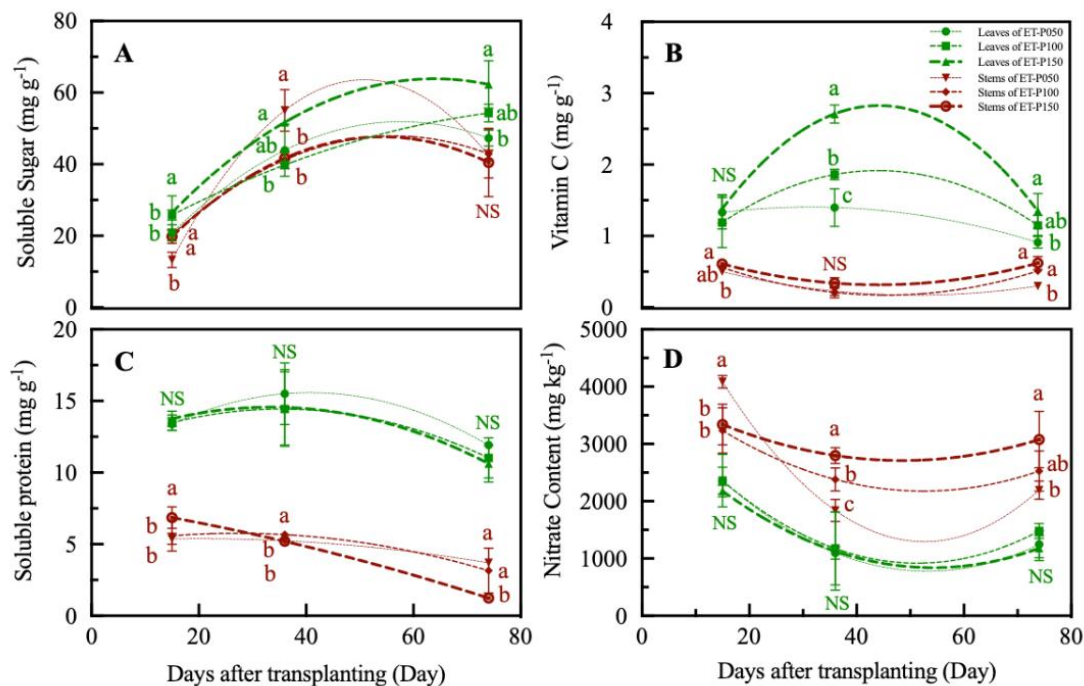 A
Soluble Sugar (mg g⁻¹)
80
60
40
20
0
a
b
b
a
a
b
a
a
ab
b
b
b
a
ab
b
NS
B
Vitamin C (mg g⁻¹)
4
3
2
1
0
Leaves of ET-P050
Leaves of ET-P100
Leaves of ET-P150
Stems of ET-P050
Stems of ET-P100
Stems of ET-P150
NS
a
b
c
a
ab
b
a
ab
b
NS
a
a
b
C
Soluble protein (mg g⁻¹)
20
15
10
5
0
NS
NS
NS
a
b
b
a
b
b
a
a
b
0 20 40 60 80
Days after transplanting (Day)
D
Nitrate Content (mg kg⁻¹)
5000
4000
3000
2000
1000
0
a
b
b
NS
a
b
c
NS
a
ab
b
NS
0 20 40 60 80
Days after transplanting (Day)